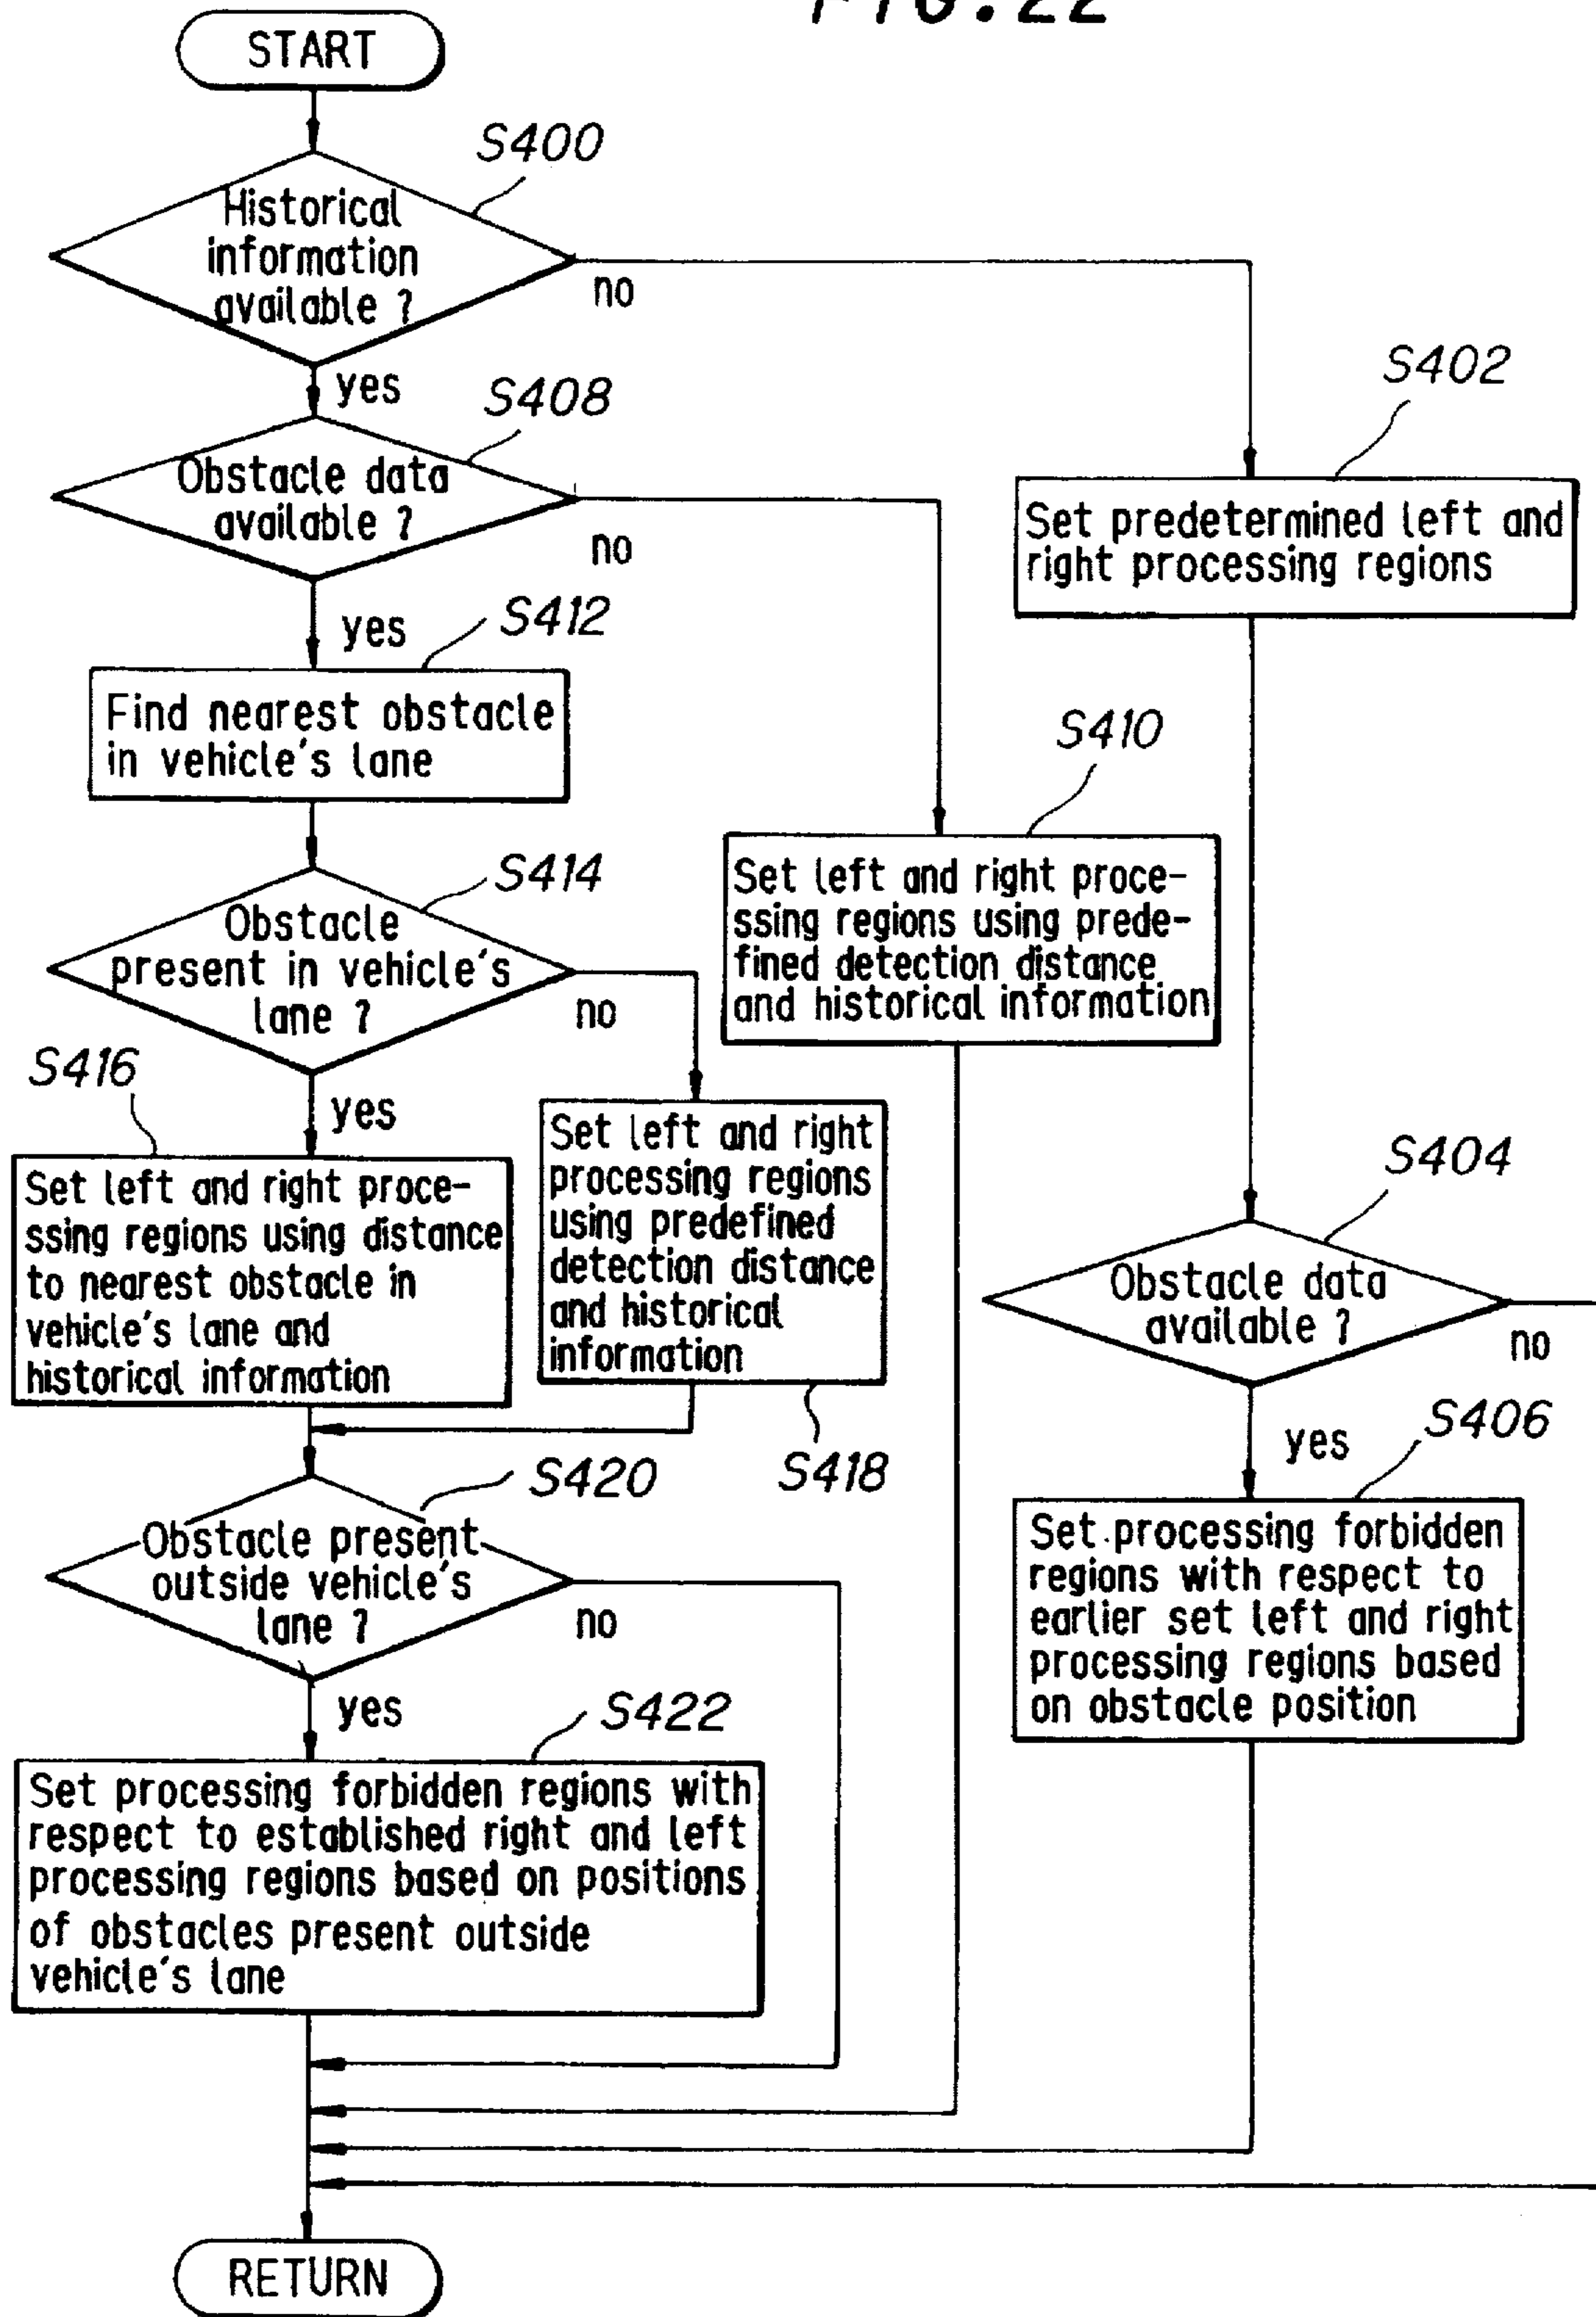 FIG.22
START
S400
Historical
information
available ?
no
yes
S402
Set predetermined left and
right processing regions
S408
Obstacle data
available ?
no
yes
S412
Find nearest obstacle
in vehicle's lane
S410
Set left and right proce-
ssing regions using prede-
fined detection distance
and historical information
S414
Obstacle
present in vehicle's
lane ?
no
yes
S416
Set left and right proce-
ssing regions using distance
to nearest obstacle in
vehicle's lane and
historical information
Set left and right
processing regions
using predefined
detection distance
and historical
information
S418
S404
Obstacle data
available ?
no
yes
S406
Set processing forbidden
regions with respect to
earlier set left and right
processing regions based
on obstacle position
S420
Obstacle present
outside vehicle's
lane ?
no
yes
S422
Set processing forbidden regions with
respect to established right and left
processing regions based on positions
of obstacles present outside
vehicle's lane
RETURN